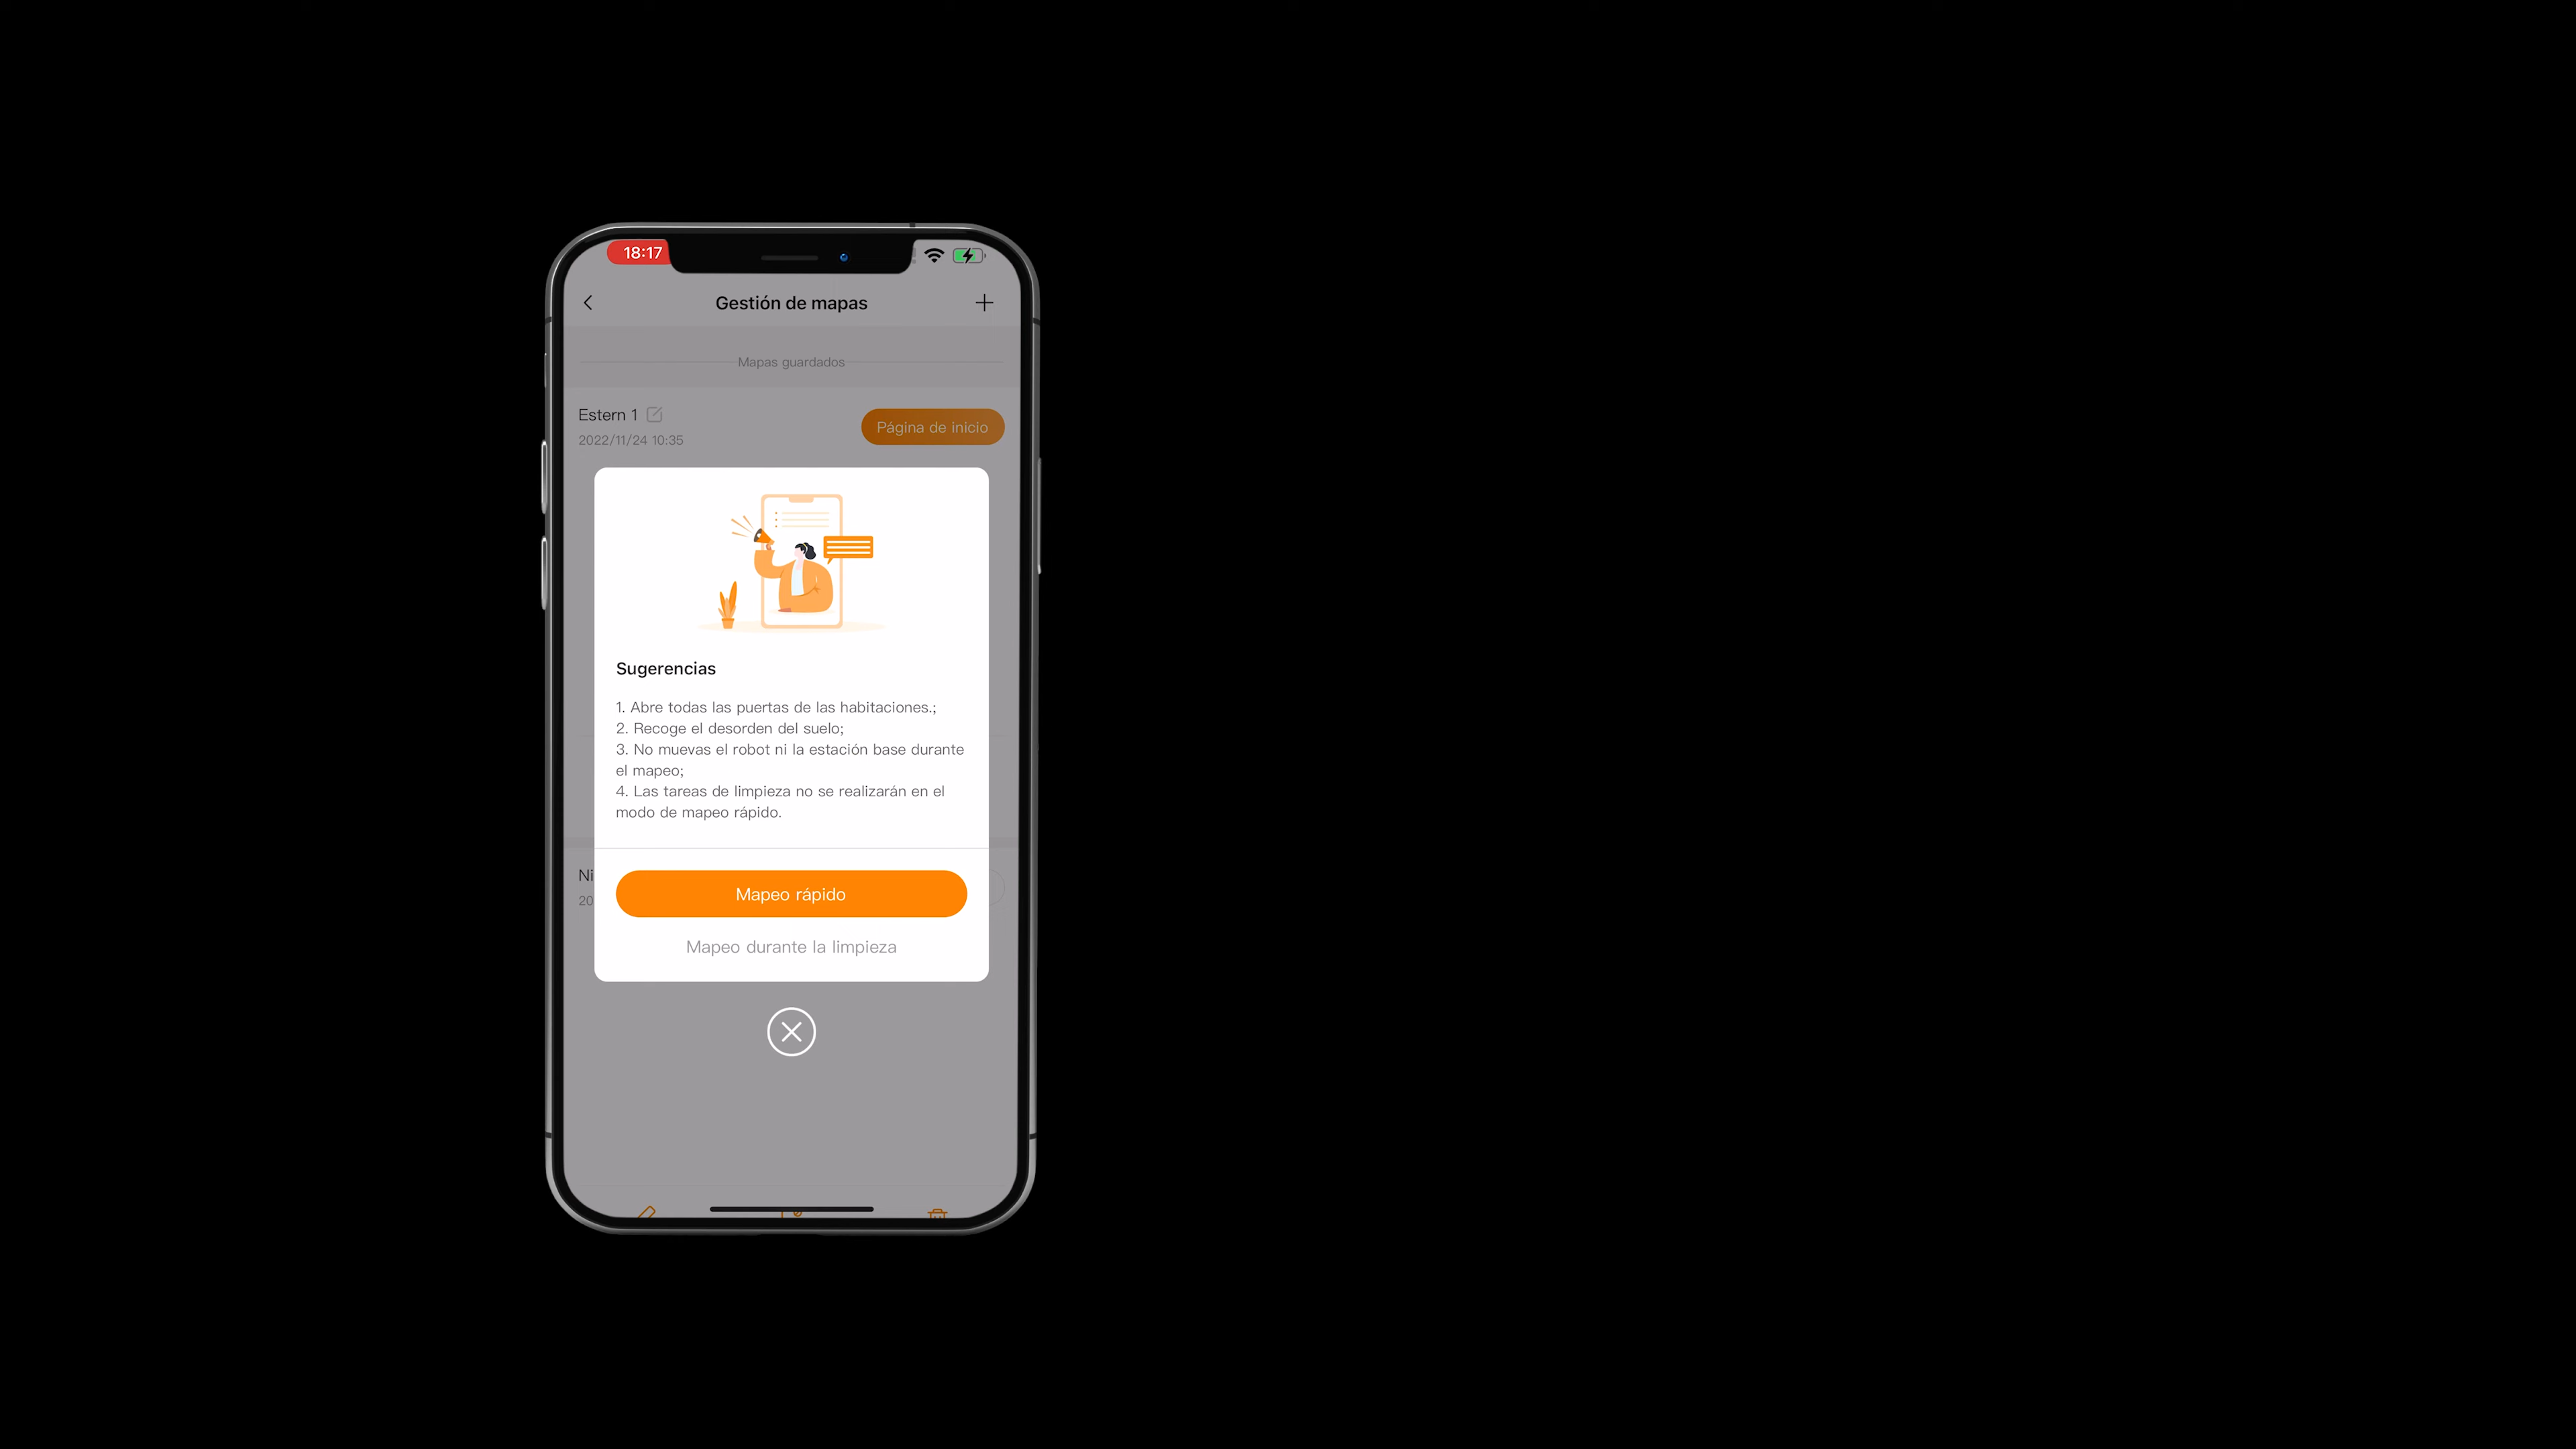 18:17
Gestión de mapas
Mapas guardados
Estern 1
Página de inicio
2022/11/24 10:35
Sugerencias
1. Abre todas las puertas de las habitaciones.;
2. Recoge el desorden del suelo;
3. No muevas el robot ni la estación base durante
el mapeo;
4. Las tareas de limpieza no se realizarán en el
modo de mapeo rápido.
Mapeo rápido
Mapeo durante la limpieza